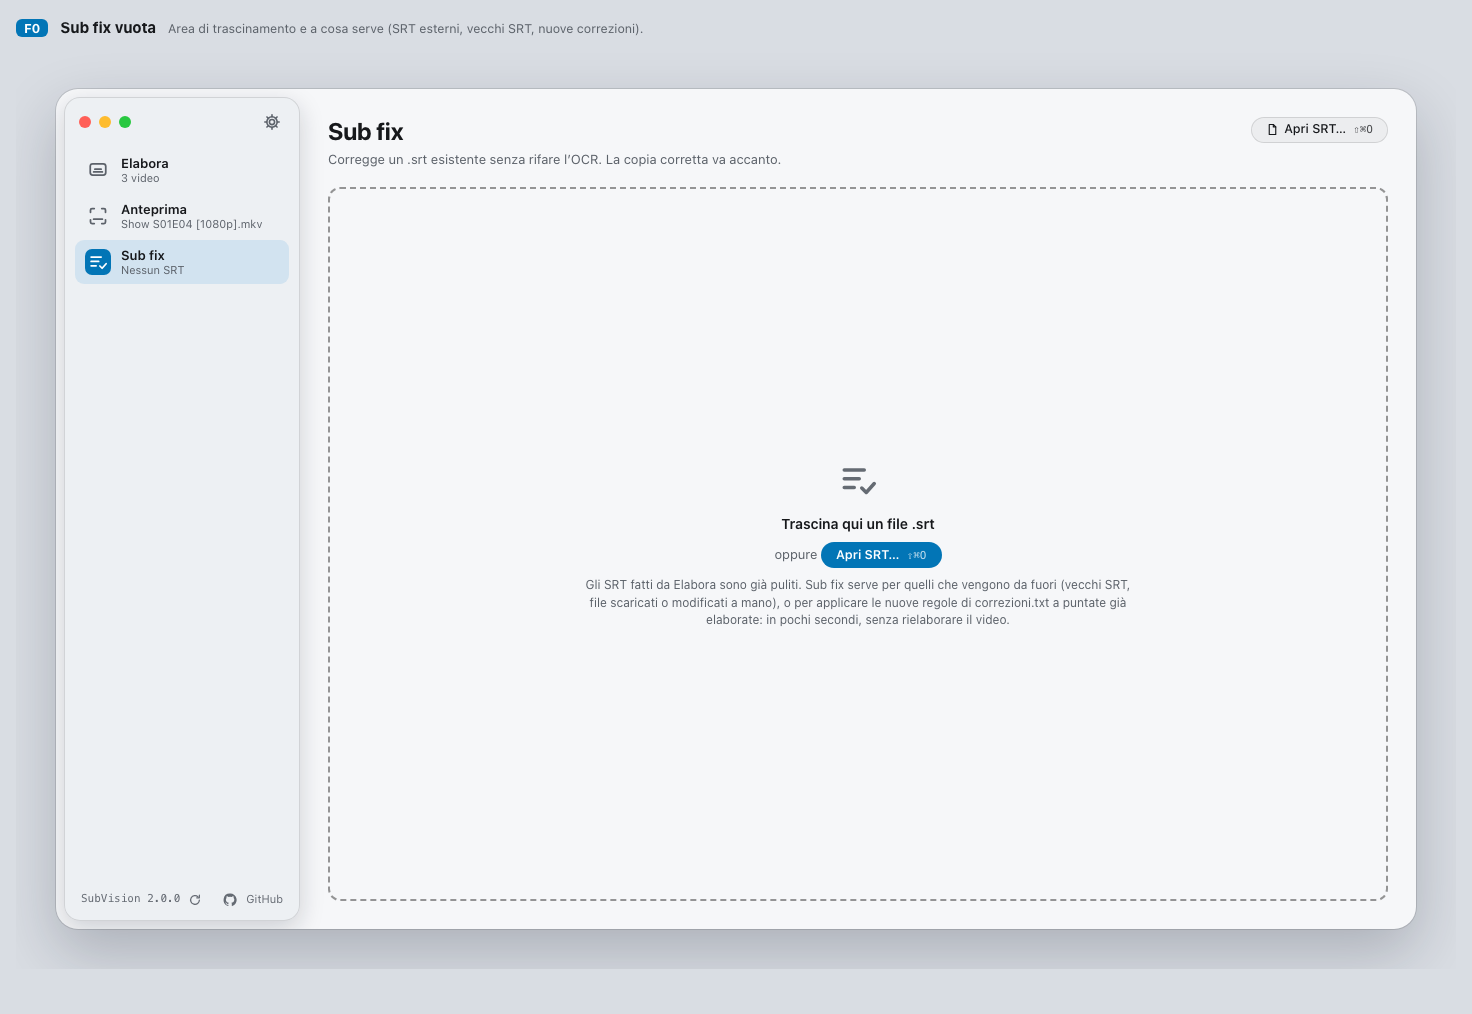 F0 Sub fix vuota Area di trascinamento e a cosa serve (SRT esterni, vecchi SRT, nuove correzioni).
Elabora
3 video
Anteprima
Show S01E04 [1080p].mkv
Sub fix
Nessun SRT
SubVision 2.0.0 GitHub
Sub fix
Apri SRT... ⇧⌘O
Corregge un .srt esistente senza rifare l'OCR. La copia corretta va accanto.
Trascina qui un file .srt
oppure Apri SRT... ⇧⌘O
Gli SRT fatti da Elabora sono già puliti. Sub fix serve per quelli che vengono da fuori (vecchi SRT,
file scaricati o modificati a mano), o per applicare le nuove regole di correzioni.txt a puntate già
elaborate: in pochi secondi, senza rielaborare il video.